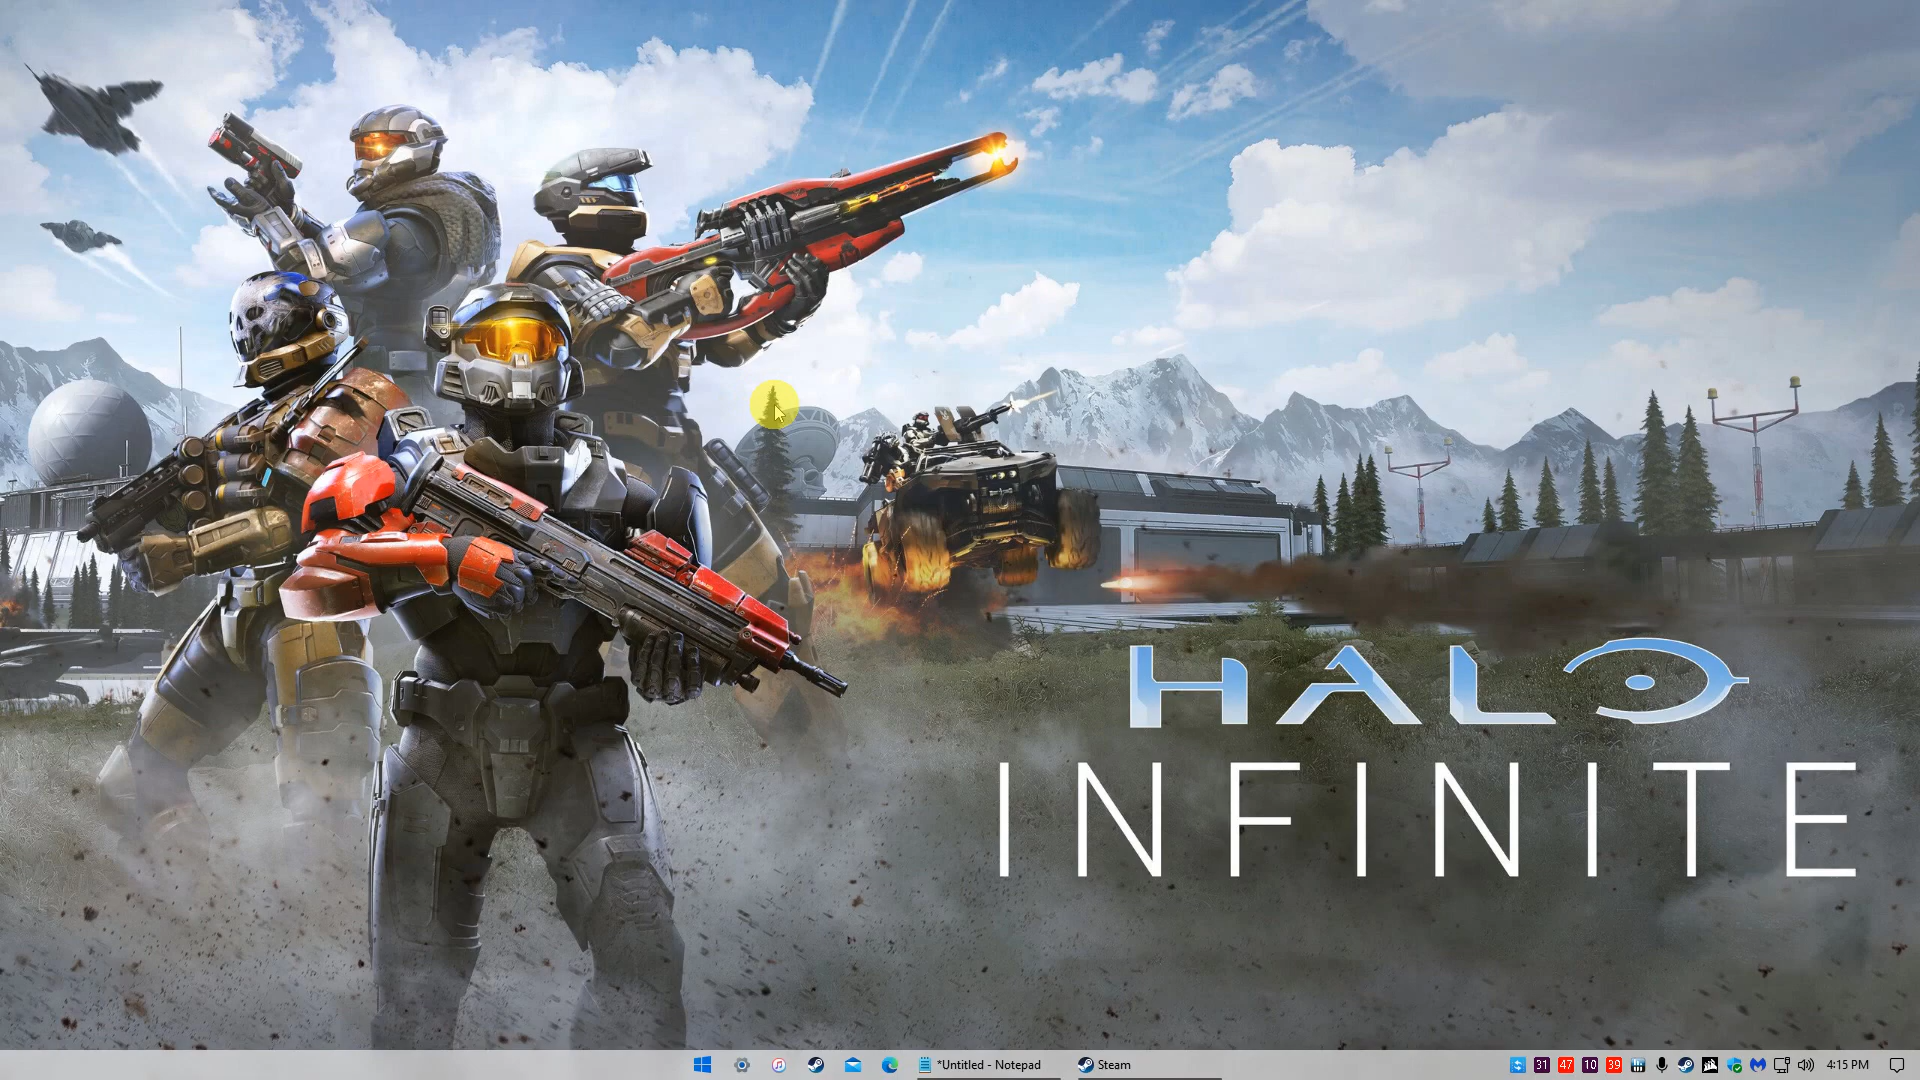 HALO
INFINITE
*Untitled - Notepad
Steam
31
47
10
39
4:15 PM